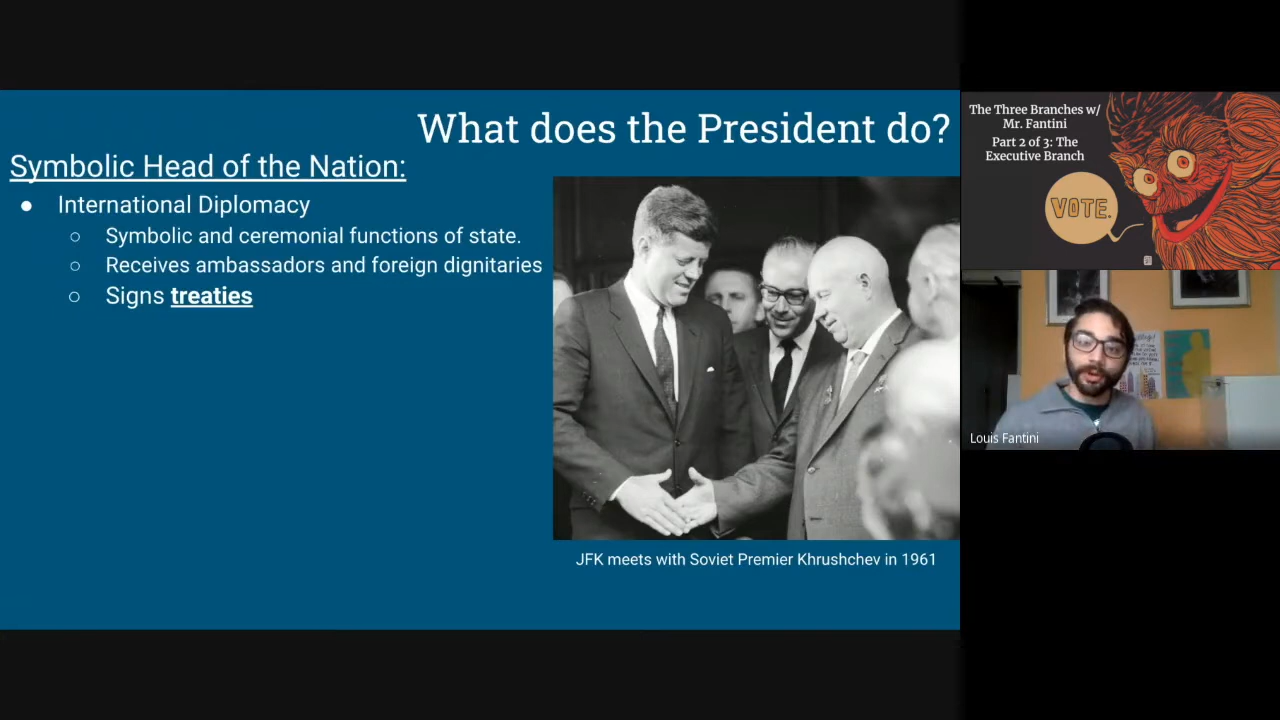 What does the President do?
Symbolic Head of the Nation:
● International Diplomacy
○ Symbolic and ceremonial functions of state.
○ Receives ambassadors and foreign dignitaries
○ Signs treaties
JFK meets with Soviet Premier Khrushchev in 1961
The Three Branches w/
Mr. Fantini
Part 2 of 3: The
Executive Branch
VOTE.
Louis Fantini